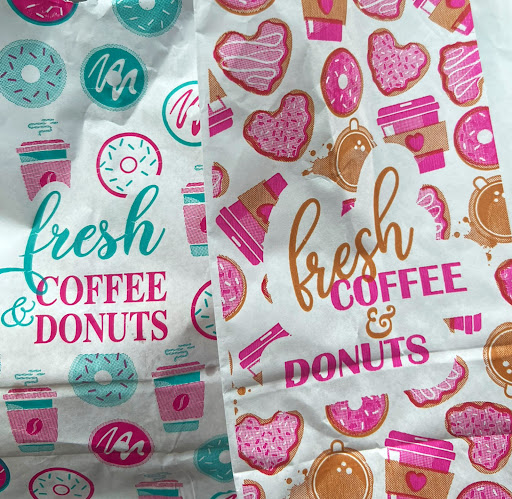 fresh
& COFFEE
DONUTS
fresh
COFFEE
&
DONUTS